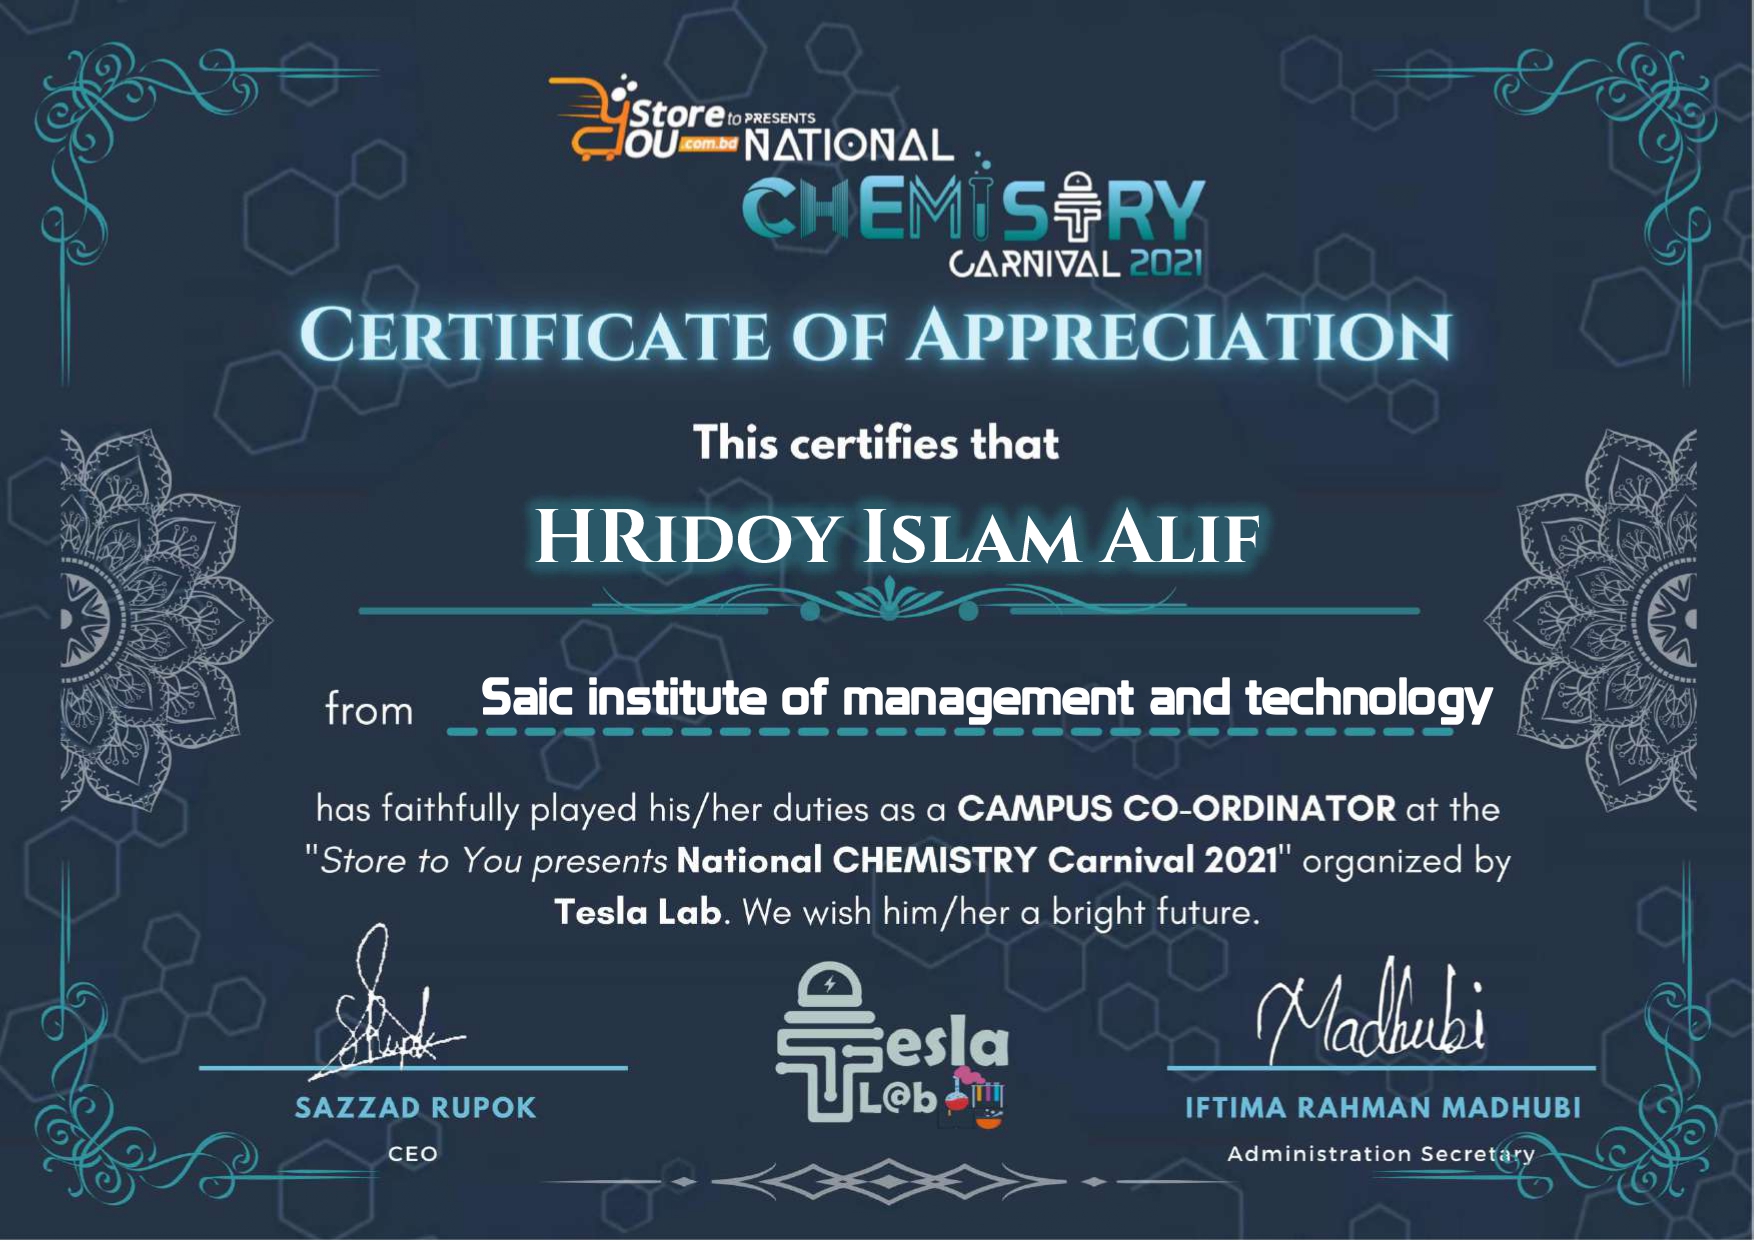 Store to PRESENTS
YOU .com.bd NATIONAL
CHEMISTRY
CARNIVAL 2021
CERTIFICATE OF APPRECIATION
This certifies that
HRIDOY ISLAM ALIF
from Saic institute of management and technology
has faithfully played his/her duties as a CAMPUS CO-ORDINATOR at the
"Store to You presents National CHEMISTRY Carnival 2021" organized by
Tesla Lab. We wish him/her a bright future.
SRupok
Madhubi
Tesla
L@b
SAZZAD RUPOK
CEO
IFTIMA RAHMAN MADHUBI
Administration Secretary